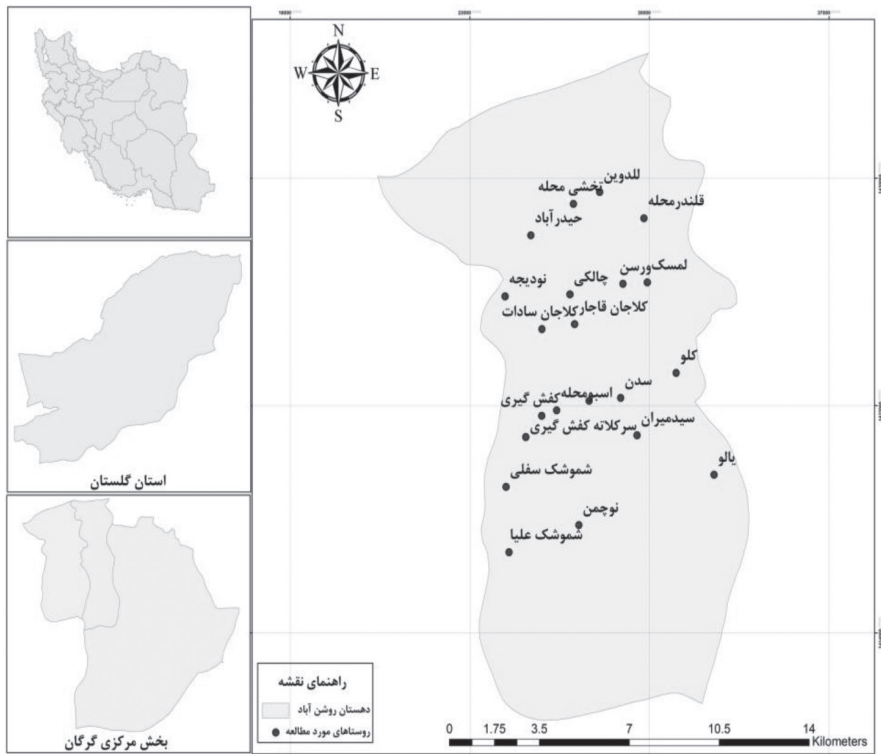 N
W E
S
للدوین
تخشی محله
قلندرمحله
حیدرآباد
لمسک
ورسن
چالکی
نودیجه
کلاجان قاجار
کلاجان سادات
کلو
سدن
اسبومحله
کفش گیری
سیدمیران
سرکلاته کفش گیری
یالو
شموشک سفلی
نوچمن
شموشک علیا
استان گلستان
بخش مرکزی گرگان
راهنمای نقشه
دهستان روشن آباد
روستاهای مورد مطالعه
0 1.75 3.5 7 10.5 14
Kilometers